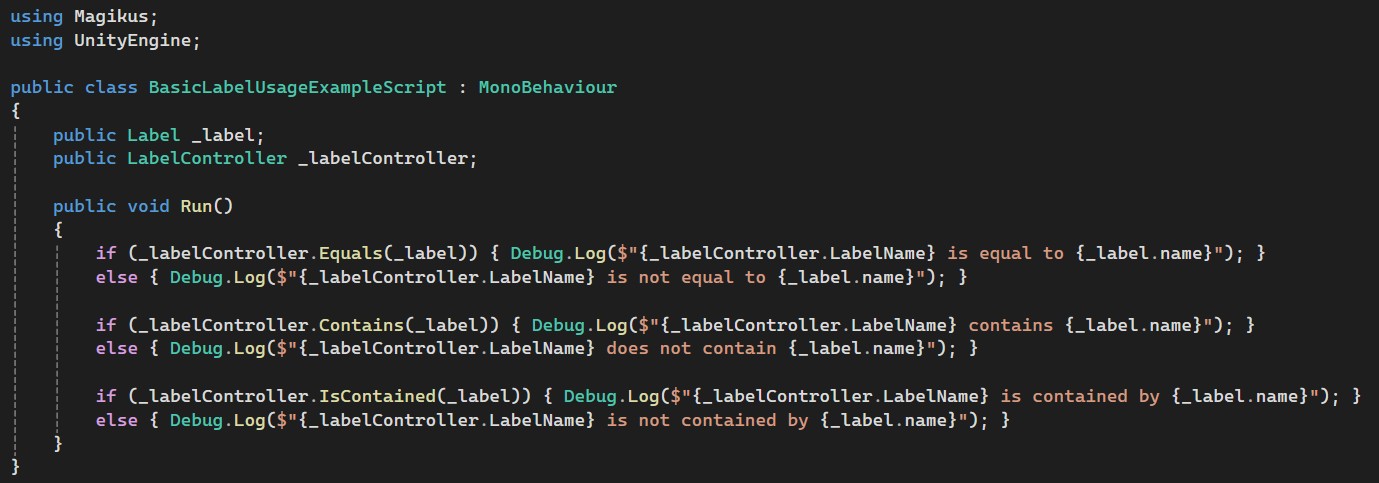 using Magikus;
using UnityEngine;

public class BasicLabelUsageExampleScript : MonoBehaviour
{
    public Label _label;
    public LabelController _labelController;

    public void Run()
    {
        if (_labelController.Equals(_label)) { Debug.Log($"{_labelController.LabelName} is equal to {_label.name}"); }
        else { Debug.Log($"{_labelController.LabelName} is not equal to {_label.name}"); }

        if (_labelController.Contains(_label)) { Debug.Log($"{_labelController.LabelName} contains {_label.name}"); }
        else { Debug.Log($"{_labelController.LabelName} does not contain {_label.name}"); }

        if (_labelController.IsContained(_label)) { Debug.Log($"{_labelController.LabelName} is contained by {_label.name}"); }
        else { Debug.Log($"{_labelController.LabelName} is not contained by {_label.name}"); }
    }
}